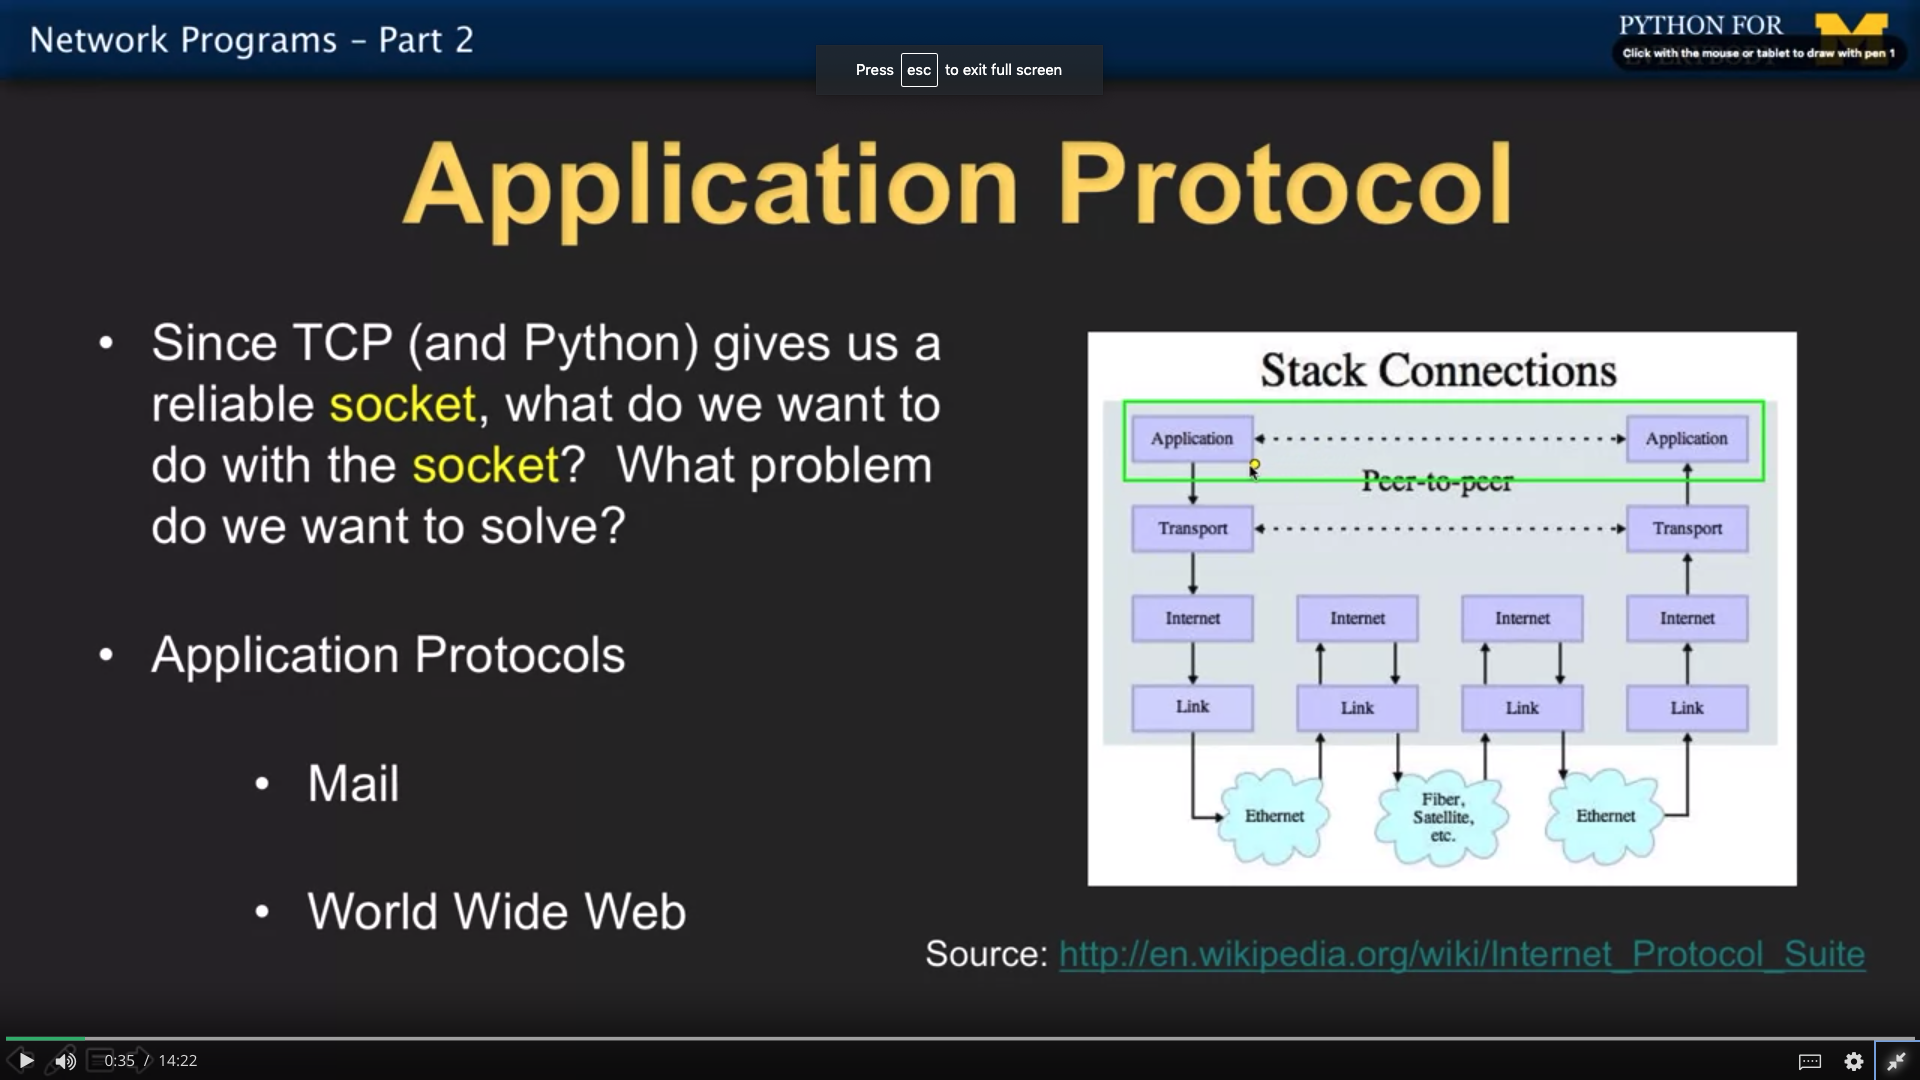 Network Programs – Part 2
PYTHON FOR
EVERYBODY
Click with the mouse or tablet to draw with pen 1
Press esc to exit full screen
Application Protocol
• Since TCP (and Python) gives us a
reliable socket, what do we want to
do with the socket? What problem
do we want to solve?
• Application Protocols
• Mail
• World Wide Web
Stack Connections
Application Application
Peer-to-peer
Transport Transport
Internet Internet Internet Internet
Link Link Link Link
Ethernet
Fiber,
Satellite,
etc.
Ethernet
Source: http://en.wikipedia.org/wiki/Internet_Protocol_Suite
0:35 / 14:22